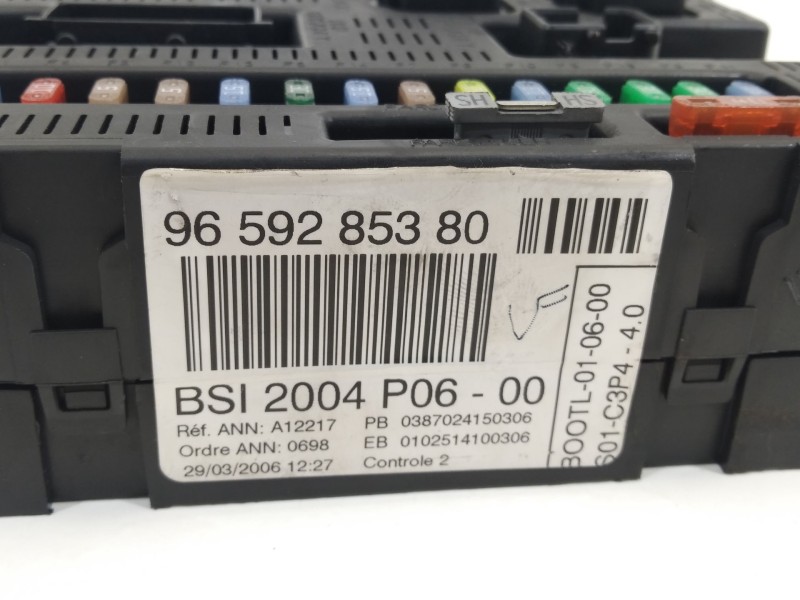 SH HS
96 592 853 80
BSI 2004 P06 - 00
Réf. ANN: A12217 PB 0387024150306
Ordre ANN: 0698 EB 0102514100306
29/03/2006 12:27 Controle 2
BOOTL-01-06-00
S01-C3P4 - 4.0